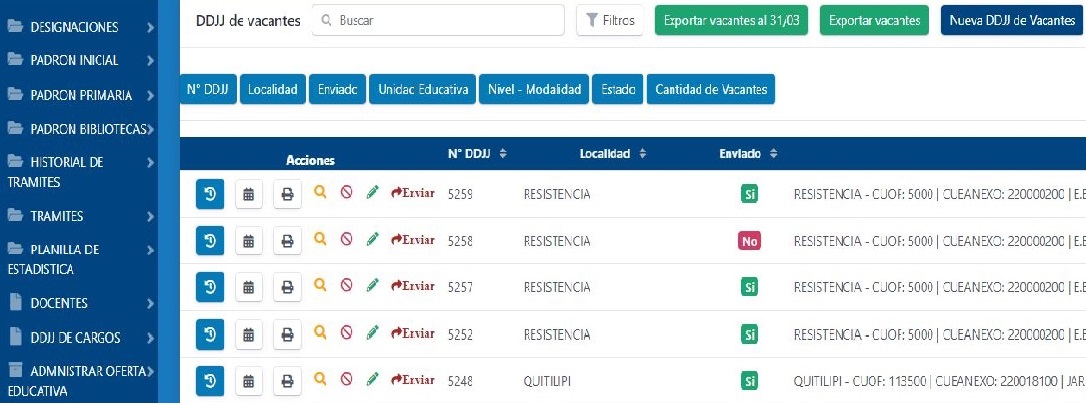 DESIGNACIONES
PADRON INICIAL
PADRON PRIMARIA
PADRON BIBLIOTECAS
HISTORIAL DE
TRAMITES
TRAMITES
PLANILLA DE
ESTADISTICA
DOCENTES
DDJJ DE CARGOS
ADMNISTRAR OFERTA
EDUCATIVA
DDJJ de vacantes Buscar Filtros Exportar vacantes al 31/03 Exportar vacantes Nueva DDJJ de Vacantes
N° DDJJ Localidad Enviado Unidad Educativa Nivel - Modalidad Estado Cantidad de Vacantes
Acciones N° DDJJ Localidad Enviado
Enviar 5259 RESISTENCIA Si RESISTENCIA - CUOF: 5000 | CUEANEXO: 220000200 | E.E
Enviar 5258 RESISTENCIA No RESISTENCIA - CUOF: 5000 | CUEANEXO: 220000200 | E.E
Enviar 5257 RESISTENCIA Si RESISTENCIA - CUOF: 5000 | CUEANEXO: 220000200 | E.E
Enviar 5252 RESISTENCIA Si RESISTENCIA - CUOF: 5000 | CUEANEXO: 220000200 | E.E
Enviar 5248 QUITILIPI Si QUITILIPI - CUOF: 113500 | CUEANEXO: 220018100 | JAR